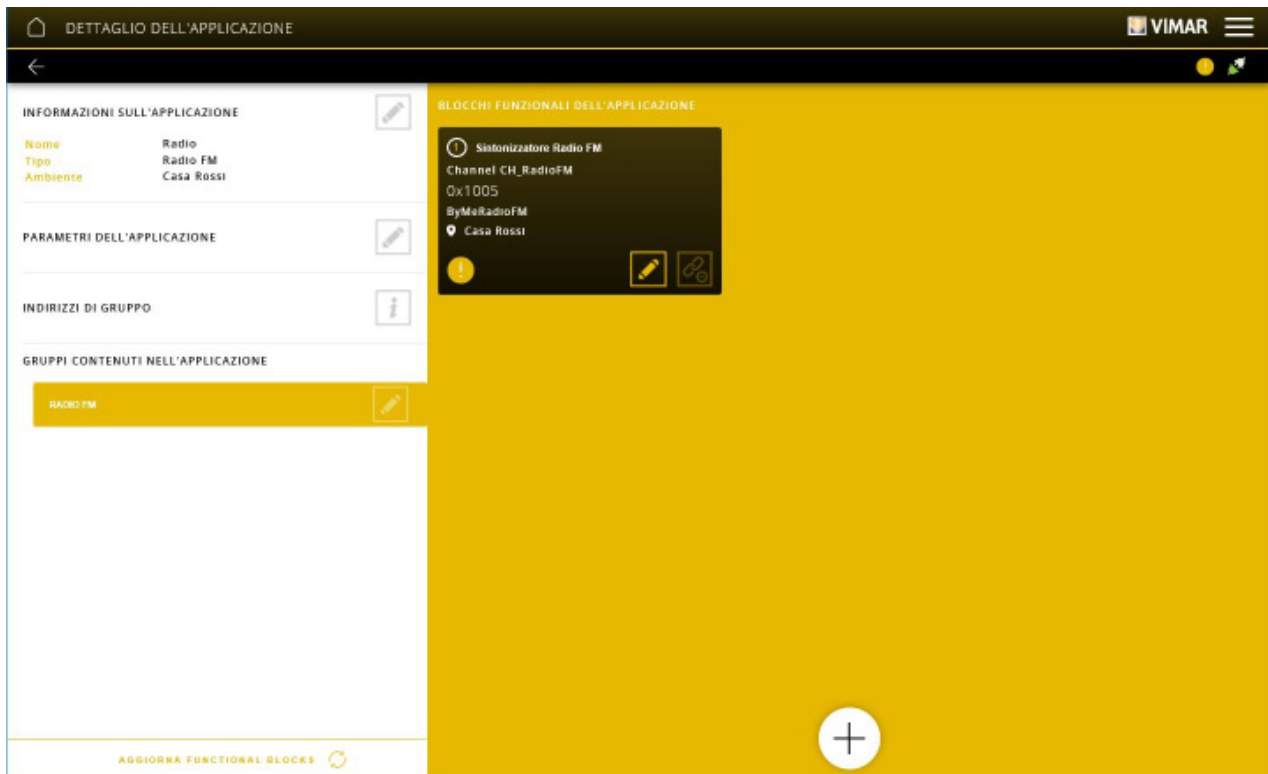 DETTAGLIO DELL'APPLICAZIONE
VIMAR
INFORMAZIONI SULL'APPLICAZIONE
Nome Radio
Tipo Radio FM
Ambiente Casa Rossi
PARAMETRI DELL'APPLICAZIONE
INDIRIZZI DI GRUPPO
i
GRUPPI CONTENUTI NELL'APPLICAZIONE
RADIO FM
AGGIORNA FUNCTIONAL BLOCKS
BLOCCHI FUNZIONALI DELL'APPLICAZIONE
1 Sintonizzatore Radio FM
Channel CH_RadioFM
0x1005
ByMeRadioFM
Casa Rossi
!